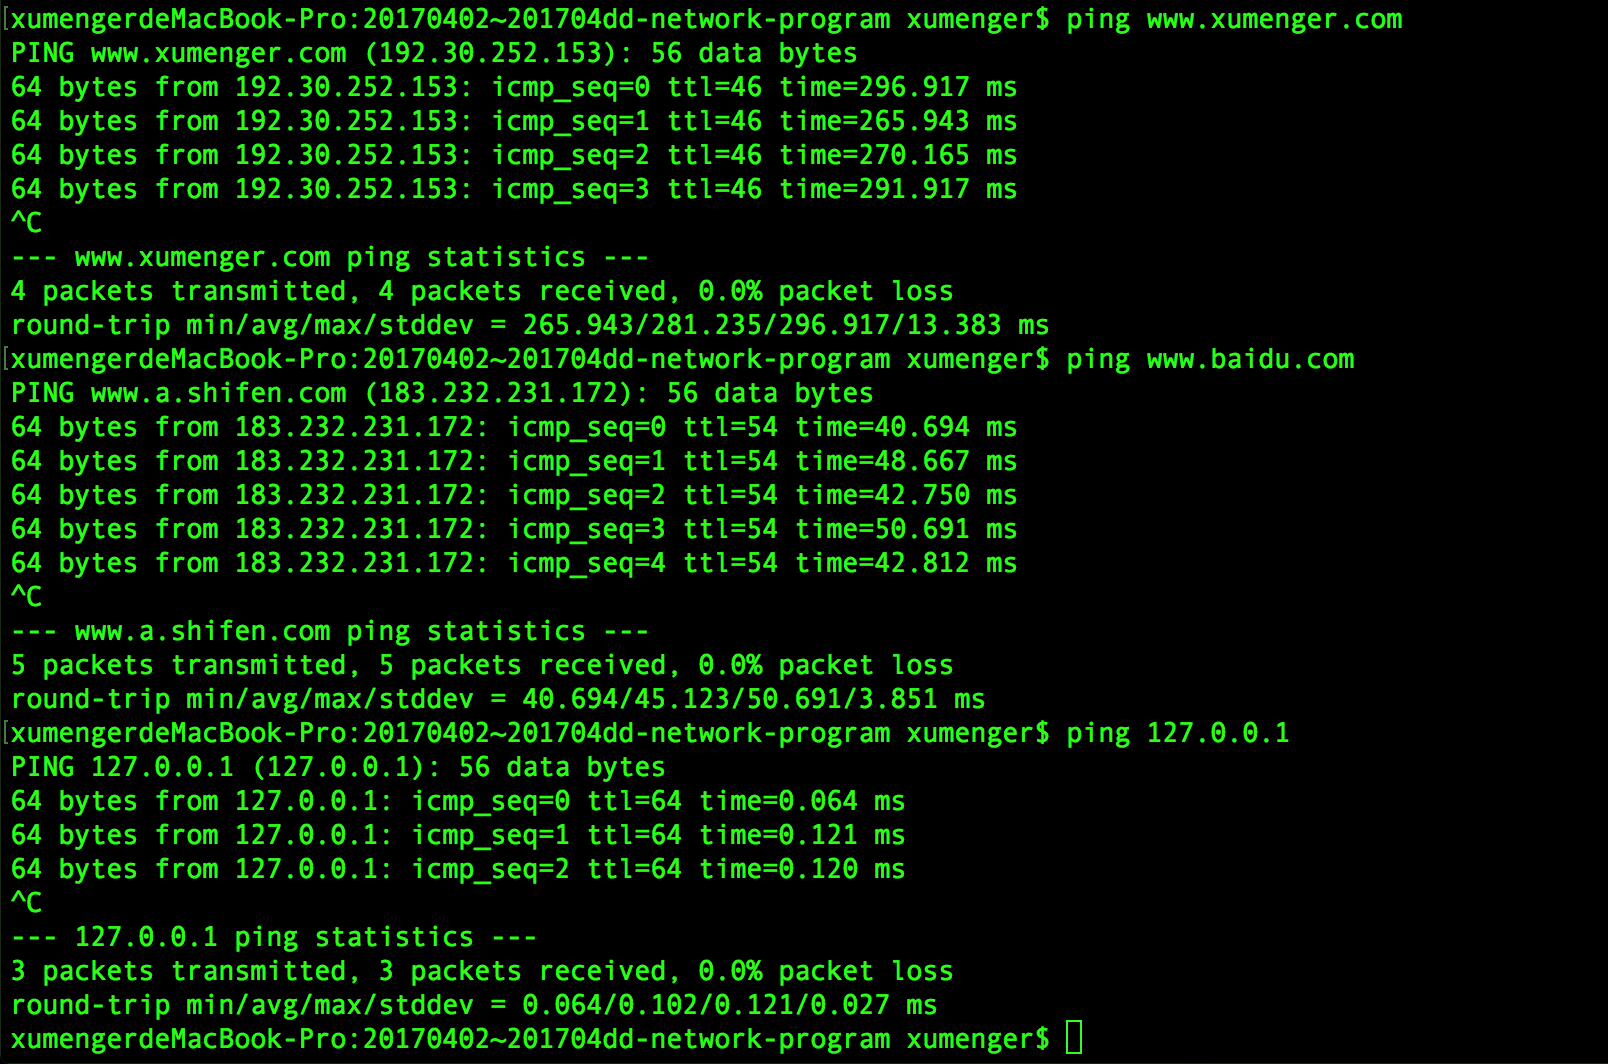 [xumengerdeMacBook-Pro:20170402~201704dd-network-program xumenger$ ping www.xumenger.com
PING www.xumenger.com (192.30.252.153): 56 data bytes
64 bytes from 192.30.252.153: icmp_seq=0 ttl=46 time=296.917 ms
64 bytes from 192.30.252.153: icmp_seq=1 ttl=46 time=265.943 ms
64 bytes from 192.30.252.153: icmp_seq=2 ttl=46 time=270.165 ms
64 bytes from 192.30.252.153: icmp_seq=3 ttl=46 time=291.917 ms
^C
--- www.xumenger.com ping statistics ---
4 packets transmitted, 4 packets received, 0.0% packet loss
round-trip min/avg/max/stddev = 265.943/281.235/296.917/13.383 ms
[xumengerdeMacBook-Pro:20170402~201704dd-network-program xumenger$ ping www.baidu.com
PING www.a.shifen.com (183.232.231.172): 56 data bytes
64 bytes from 183.232.231.172: icmp_seq=0 ttl=54 time=40.694 ms
64 bytes from 183.232.231.172: icmp_seq=1 ttl=54 time=48.667 ms
64 bytes from 183.232.231.172: icmp_seq=2 ttl=54 time=42.750 ms
64 bytes from 183.232.231.172: icmp_seq=3 ttl=54 time=50.691 ms
64 bytes from 183.232.231.172: icmp_seq=4 ttl=54 time=42.812 ms
^C
--- www.a.shifen.com ping statistics ---
5 packets transmitted, 5 packets received, 0.0% packet loss
round-trip min/avg/max/stddev = 40.694/45.123/50.691/3.851 ms
[xumengerdeMacBook-Pro:20170402~201704dd-network-program xumenger$ ping 127.0.0.1
PING 127.0.0.1 (127.0.0.1): 56 data bytes
64 bytes from 127.0.0.1: icmp_seq=0 ttl=64 time=0.064 ms
64 bytes from 127.0.0.1: icmp_seq=1 ttl=64 time=0.121 ms
64 bytes from 127.0.0.1: icmp_seq=2 ttl=64 time=0.120 ms
^C
--- 127.0.0.1 ping statistics ---
3 packets transmitted, 3 packets received, 0.0% packet loss
round-trip min/avg/max/stddev = 0.064/0.102/0.121/0.027 ms
xumengerdeMacBook-Pro:20170402~201704dd-network-program xumenger$